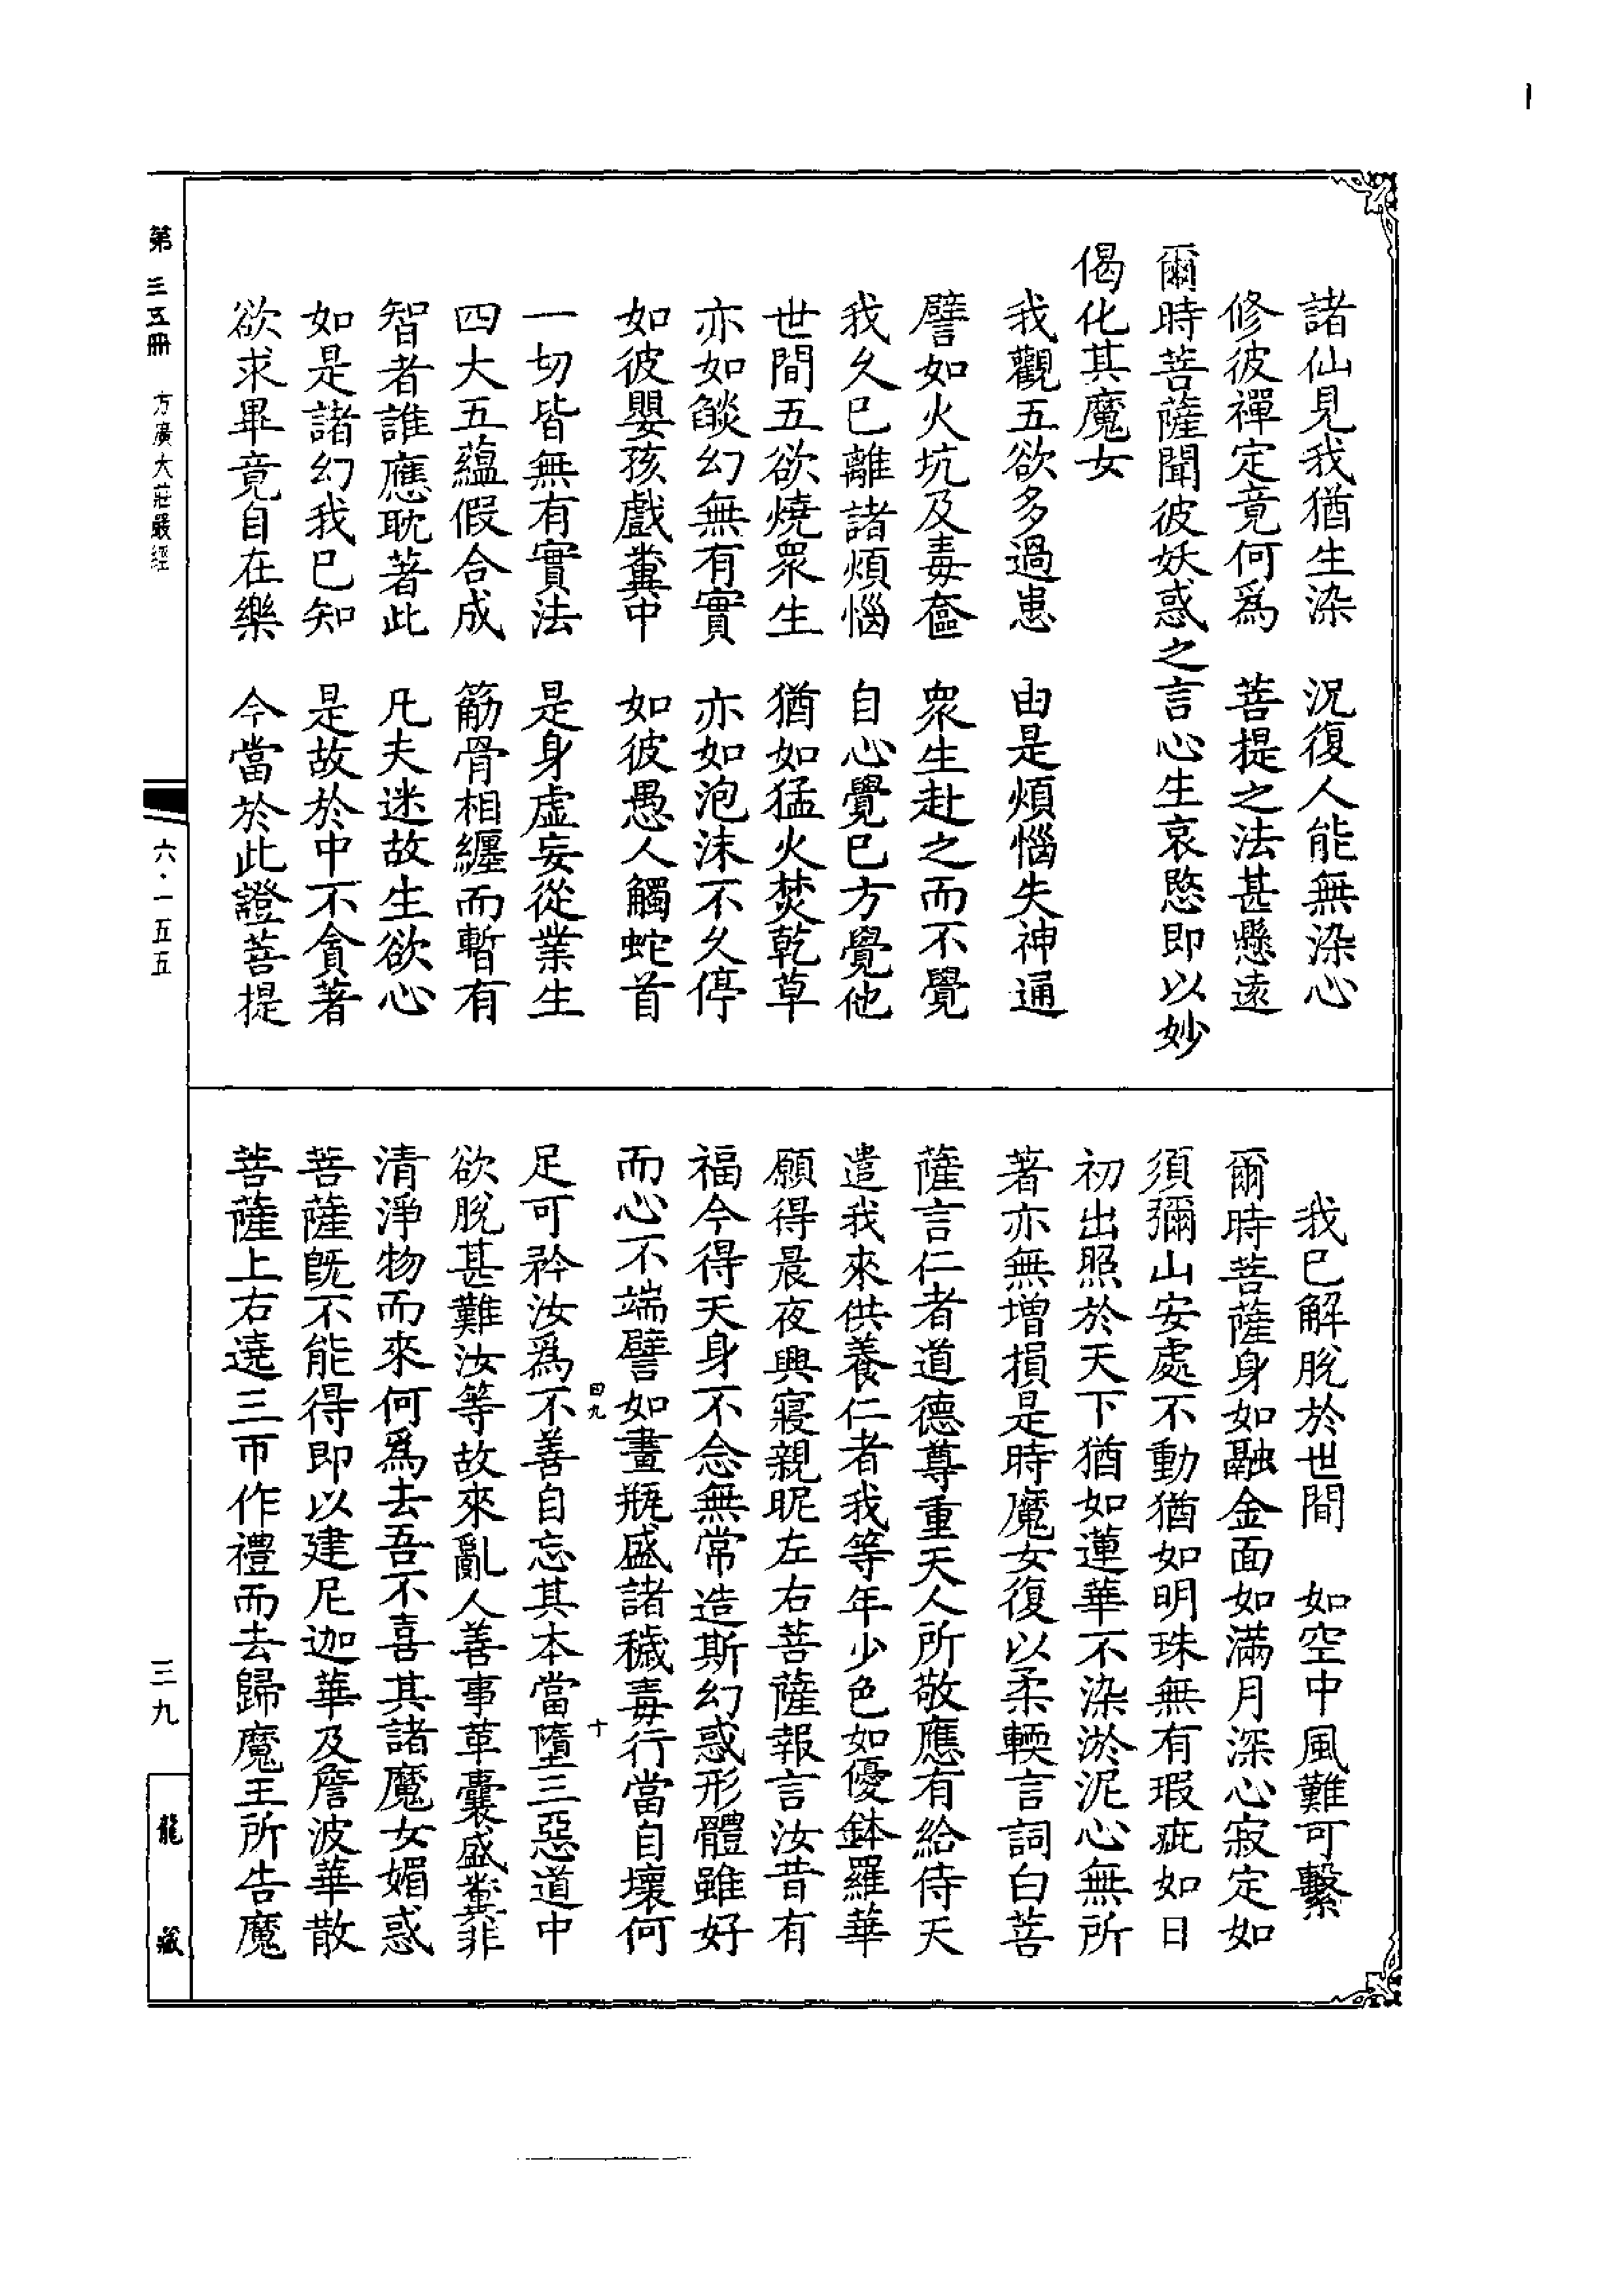 諸仙見我猶生染　況復人能無染心
修彼禪定竟何爲　菩提之法甚懸遠
爾時菩薩聞彼妖惑之言心生哀愍即以妙
偈化其魔女
我觀五欲多過患　由是煩惱失神通
譬如火坑及毒奩　衆生赴之而不覺
我久已離諸煩惱　自心覺已方覺他
世間五欲燒衆生　猶如猛火焚乾草
亦如燄幻無有實　亦如泡沫不久停
如彼嬰孩戲糞中　如彼愚人觸蛇首
一切皆無有實法　是身虛妄從業生
四大五蘊假合成　筋骨相纏而暫有
智者誰應耽著此　凡夫迷故生欲心
如是諸幻我已知　是故於中不貪著
欲求畢竟自在樂　今當於此證菩提
我已解脫於世間　如空中風難可繫
爾時菩薩身如融金面如滿月深心寂定如
須彌山安處不動猶如明珠無有瑕疵如日
初出照於天下猶如蓮華不染淤泥心無所
著亦無增損是時魔女復以柔輭言詞白菩
薩言仁者道德尊重天人所敬應有給侍天
遣我來供養仁者我等年少色如優鉢羅華
願得晨夜興寢親昵左右菩薩報言汝昔有
福今得天身不念無常造斯幻惑形體雖好
而心不端譬如畫瓶盛諸穢毒行當自壞何
四九　十
足可矜汝爲不善自忘其本當墮三惡道中
欲脫甚難汝等故來亂人善事革囊盛糞非
清淨物而來何爲去吾不喜其諸魔女媚惑
菩薩旣不能得即以建尼迦華及詹波華散
菩薩上右遶三帀作禮而去歸魔王所告魔
第三五冊　方廣大莊嚴經　六·一五五　三九　龍藏